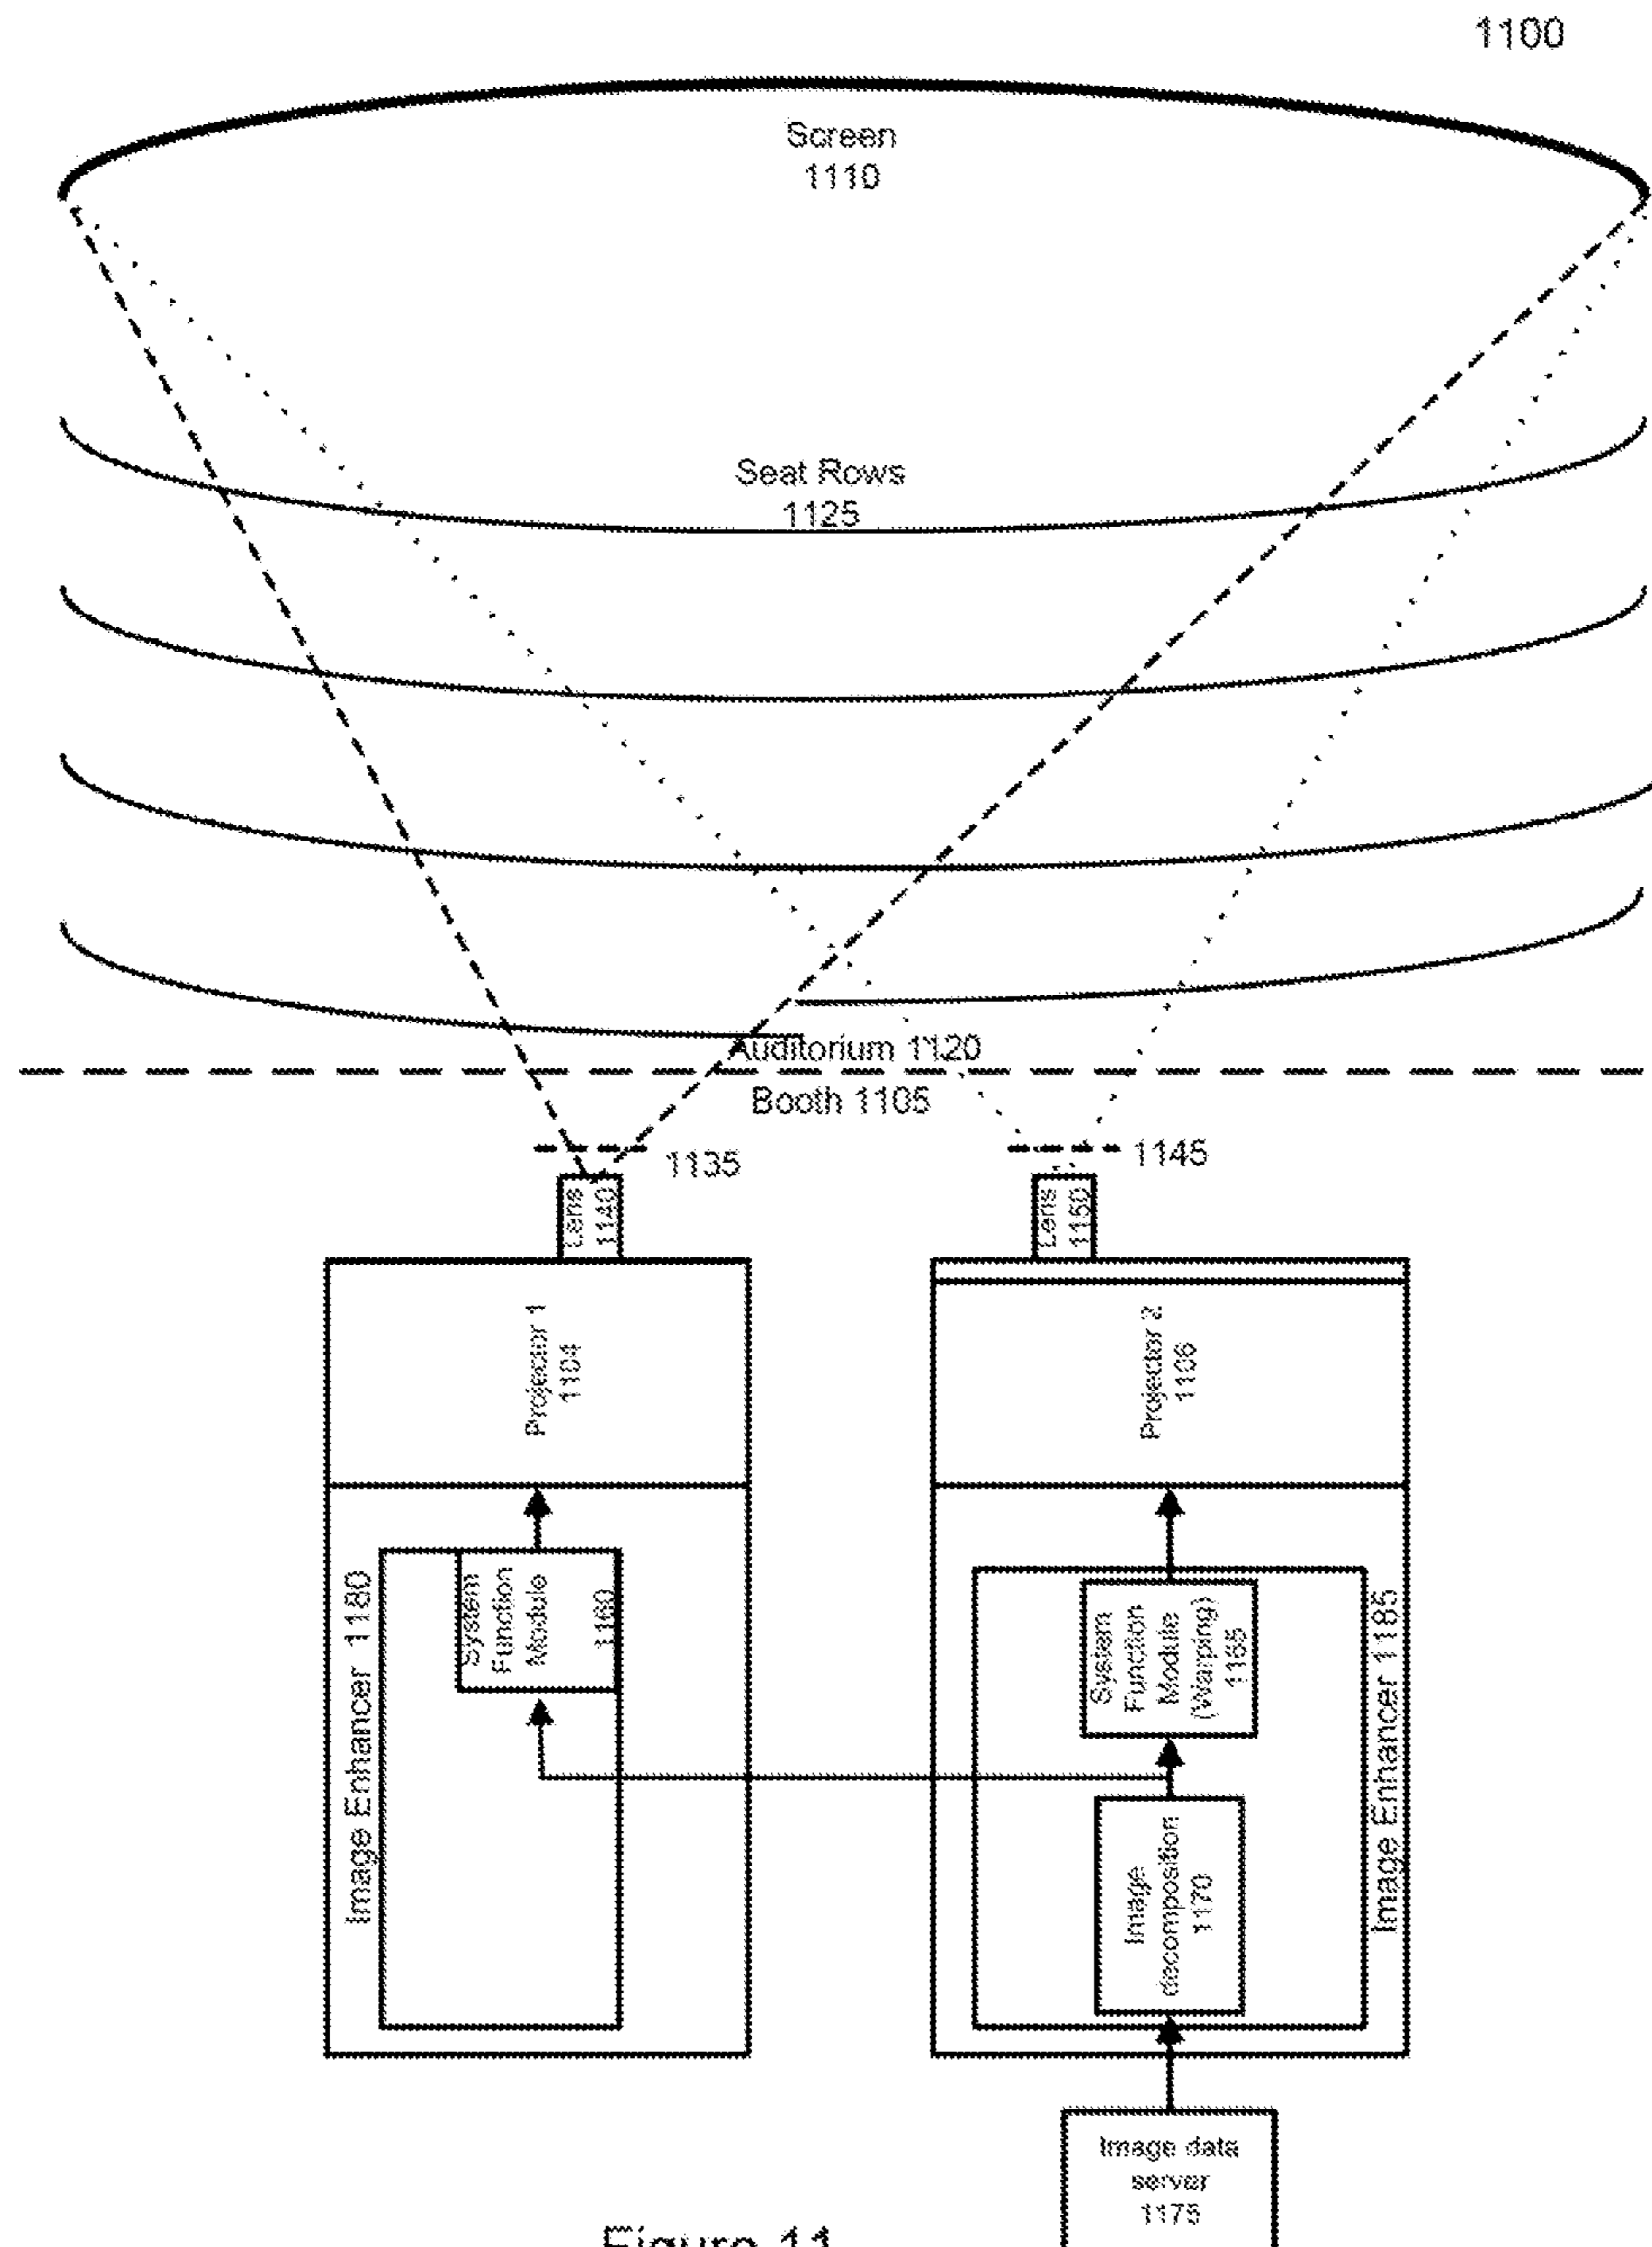 1100
Screen
1110
Seat Rows
1125
Auditorium 1120
Booth 1105
1135
1145
Lens
1140
Lens
1150
Projector 1
1104
Projector 2
1106
Image Enhancer 1180
System
Function
Module
1160
System
Function
Module
(Warping)
1165
Image Enhancer 1185
Image
decomposition
1170
Image data
server
1175
Figure 11